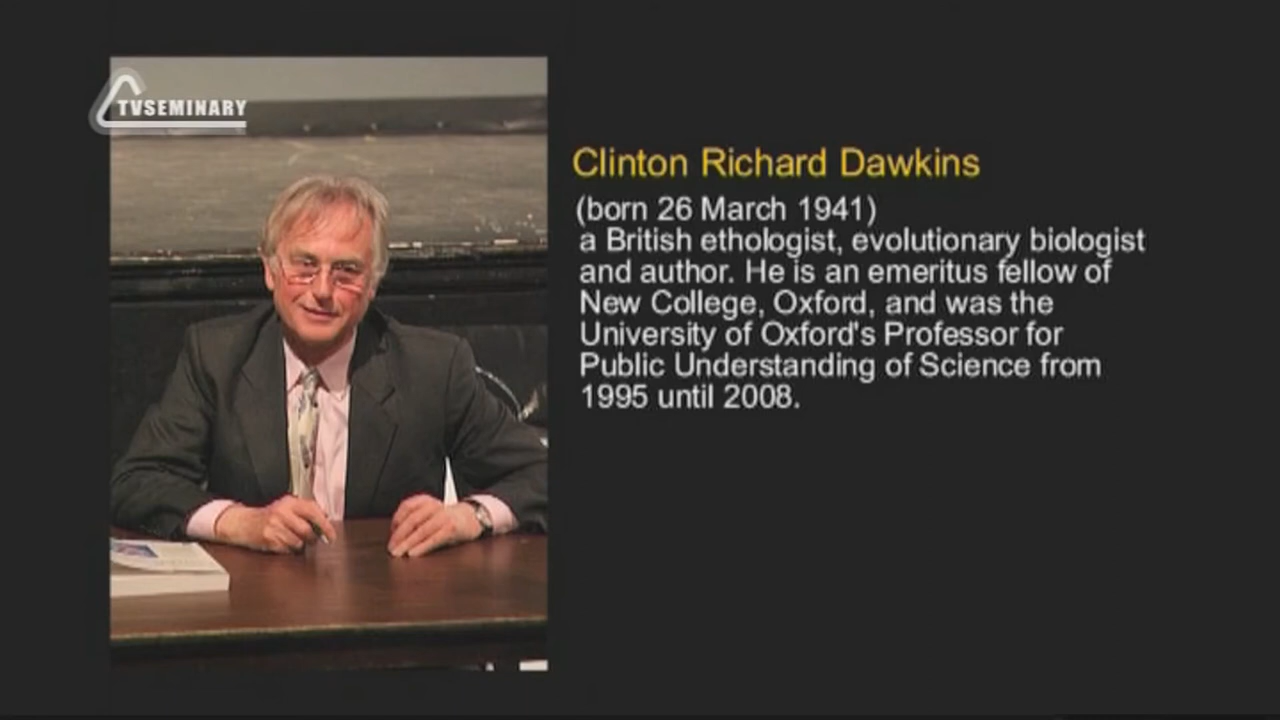 TVSEMINARY
Clinton Richard Dawkins
(born 26 March 1941)
a British ethologist, evolutionary biologist
and author. He is an emeritus fellow of
New College, Oxford, and was the
University of Oxford's Professor for
Public Understanding of Science from
1995 until 2008.